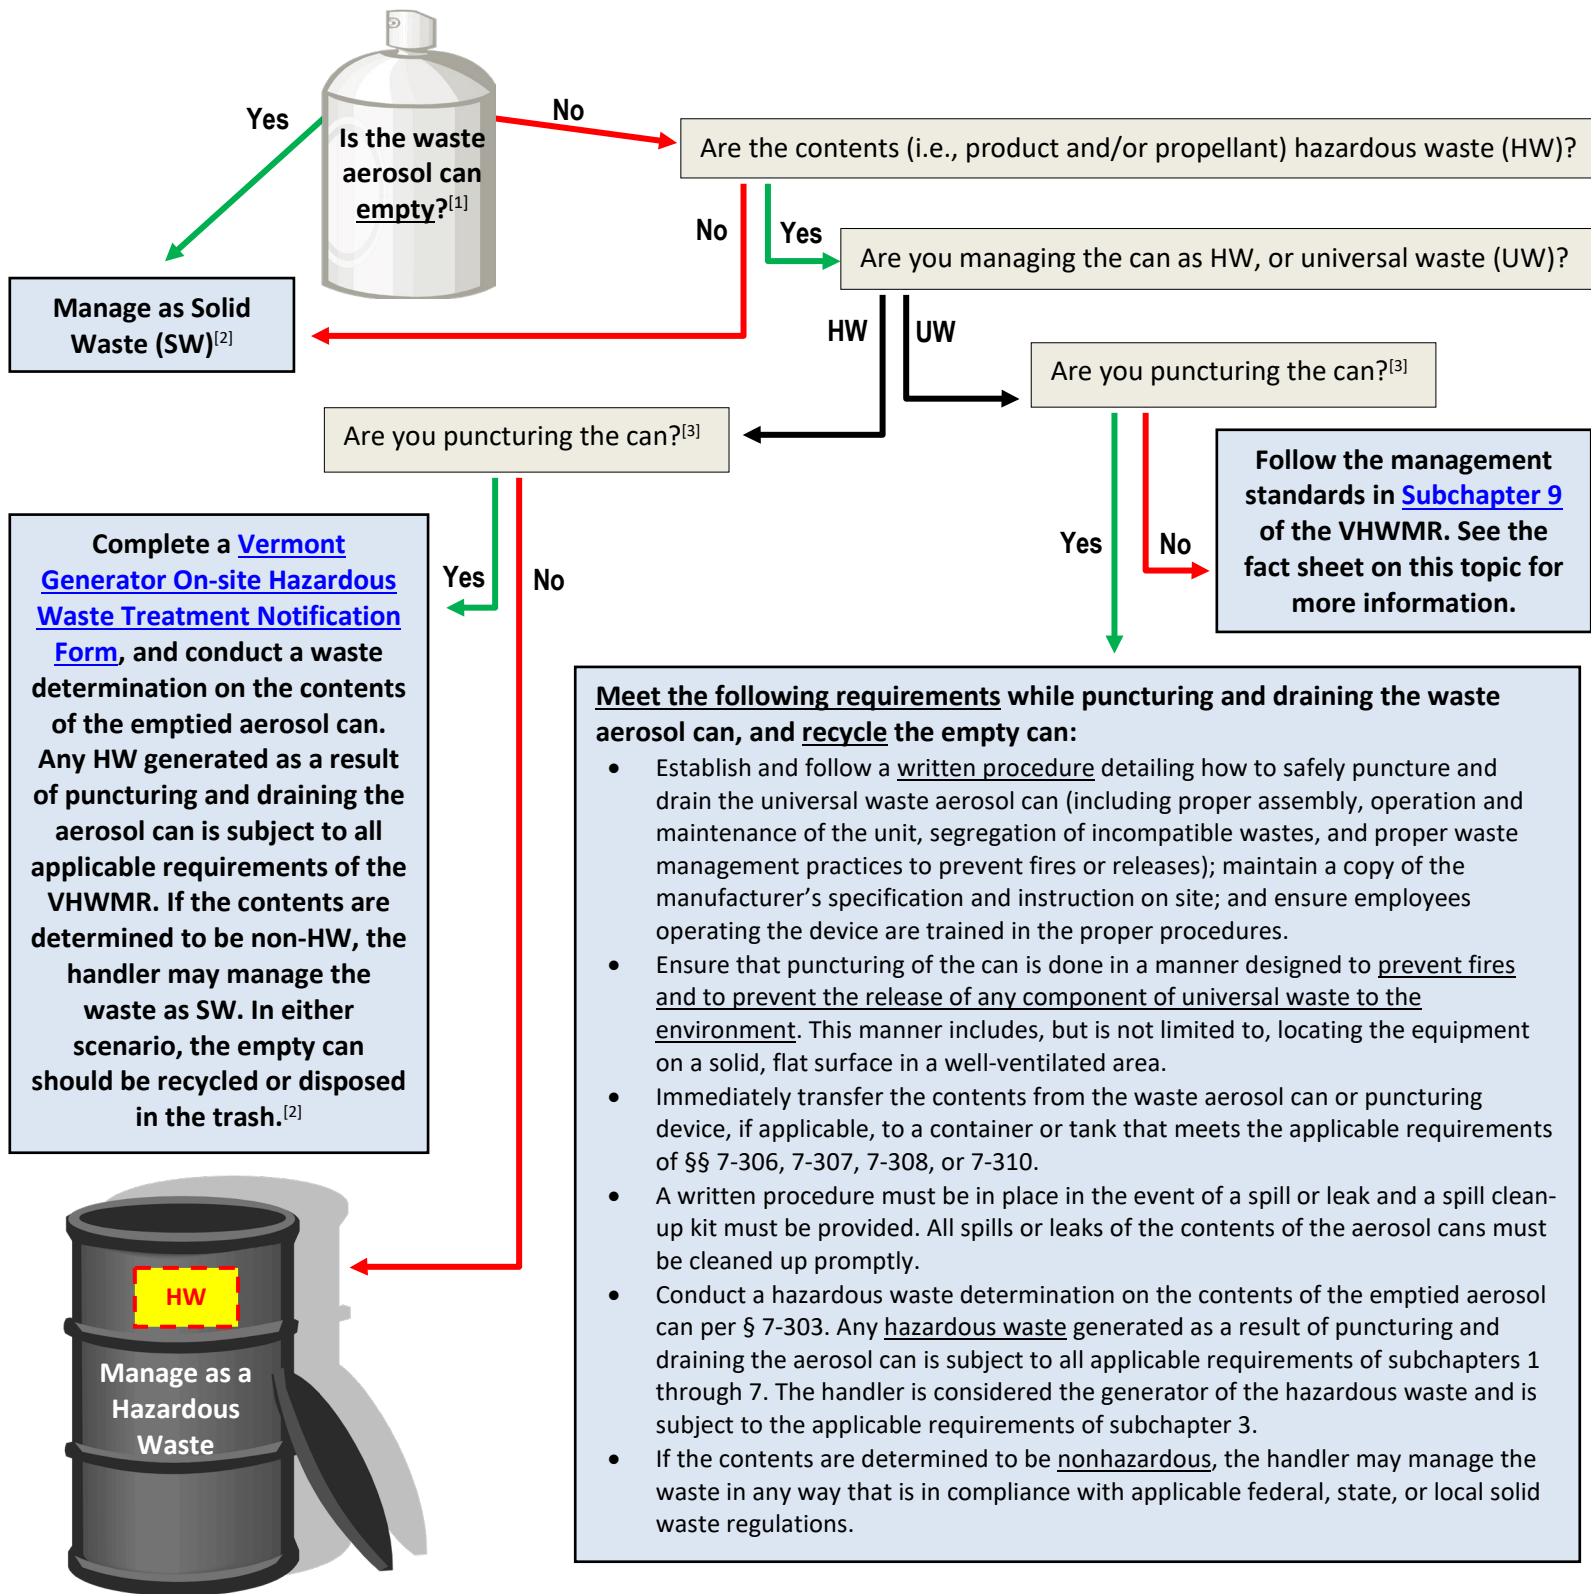 Yes
No
Is the waste
aerosol can
empty?[1]
Are the contents (i.e., product and/or propellant) hazardous waste (HW)?
No
Yes
Are you managing the can as HW, or universal waste (UW)?
Manage as Solid
Waste (SW)[2]
HW
UW
Are you puncturing the can?[3]
Are you puncturing the can?[3]
Yes
No
Follow the management
standards in Subchapter 9
of the VHWMR. See the
fact sheet on this topic for
more information.
Yes
No
Complete a Vermont
Generator On-site Hazardous
Waste Treatment Notification
Form, and conduct a waste
determination on the contents
of the emptied aerosol can.
Any HW generated as a result
of puncturing and draining the
aerosol can is subject to all
applicable requirements of the
VHWMR. If the contents are
determined to be non-HW, the
handler may manage the
waste as SW. In either
scenario, the empty can
should be recycled or disposed
in the trash.[2]
HW
Manage as a
Hazardous
Waste
Meet the following requirements while puncturing and draining the waste
aerosol can, and recycle the empty can:
• Establish and follow a written procedure detailing how to safely puncture and
drain the universal waste aerosol can (including proper assembly, operation and
maintenance of the unit, segregation of incompatible wastes, and proper waste
management practices to prevent fires or releases); maintain a copy of the
manufacturer’s specification and instruction on site; and ensure employees
operating the device are trained in the proper procedures.
• Ensure that puncturing of the can is done in a manner designed to prevent fires
and to prevent the release of any component of universal waste to the
environment. This manner includes, but is not limited to, locating the equipment
on a solid, flat surface in a well-ventilated area.
• Immediately transfer the contents from the waste aerosol can or puncturing
device, if applicable, to a container or tank that meets the applicable requirements
of §§ 7-306, 7-307, 7-308, or 7-310.
• A written procedure must be in place in the event of a spill or leak and a spill clean-
up kit must be provided. All spills or leaks of the contents of the aerosol cans must
be cleaned up promptly.
• Conduct a hazardous waste determination on the contents of the emptied aerosol
can per § 7-303. Any hazardous waste generated as a result of puncturing and
draining the aerosol can is subject to all applicable requirements of subchapters 1
through 7. The handler is considered the generator of the hazardous waste and is
subject to the applicable requirements of subchapter 3.
• If the contents are determined to be nonhazardous, the handler may manage the
waste in any way that is in compliance with applicable federal, state, or local solid
waste regulations.